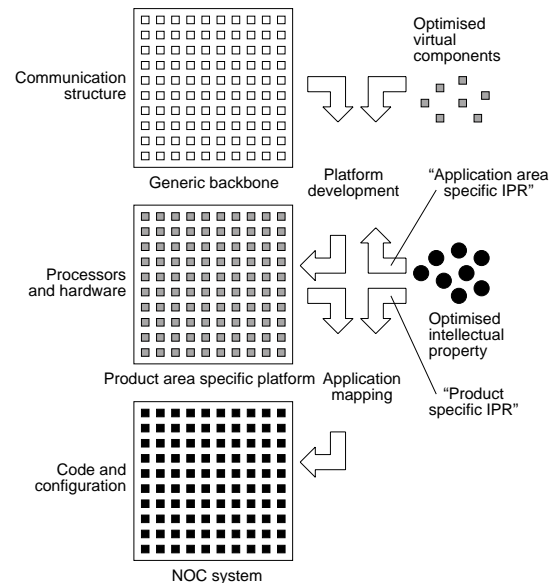 Optimised
virtual
components
Communication
structure
Generic backbone
Platform
development
“Application area
specific IPR”
Processors
and hardware
Optimised
intellectual
property
Product area specific platform
Application
mapping
“Product
specific IPR”
Code and
configuration
NOC system